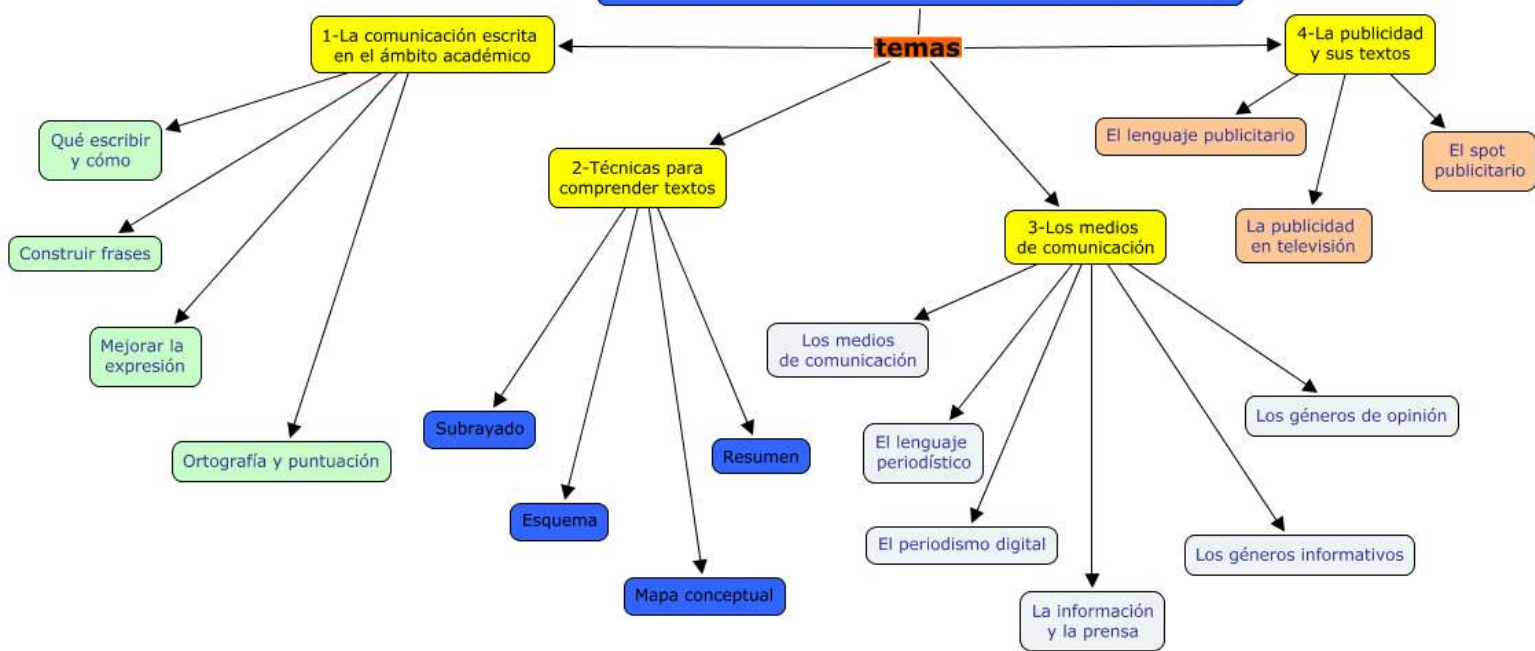 temas
1-La comunicación escrita
en el ámbito académico
Qué escribir
y cómo
Construir frases
Mejorar la
expresión
Ortografía y puntuación
2-Técnicas para
comprender textos
Subrayado
Esquema
Mapa conceptual
Resumen
3-Los medios
de comunicación
Los medios
de comunicación
El lenguaje
periodístico
El periodismo digital
La información
y la prensa
Los géneros informativos
Los géneros de opinión
4-La publicidad
y sus textos
El lenguaje publicitario
La publicidad
en televisión
El spot
publicitario